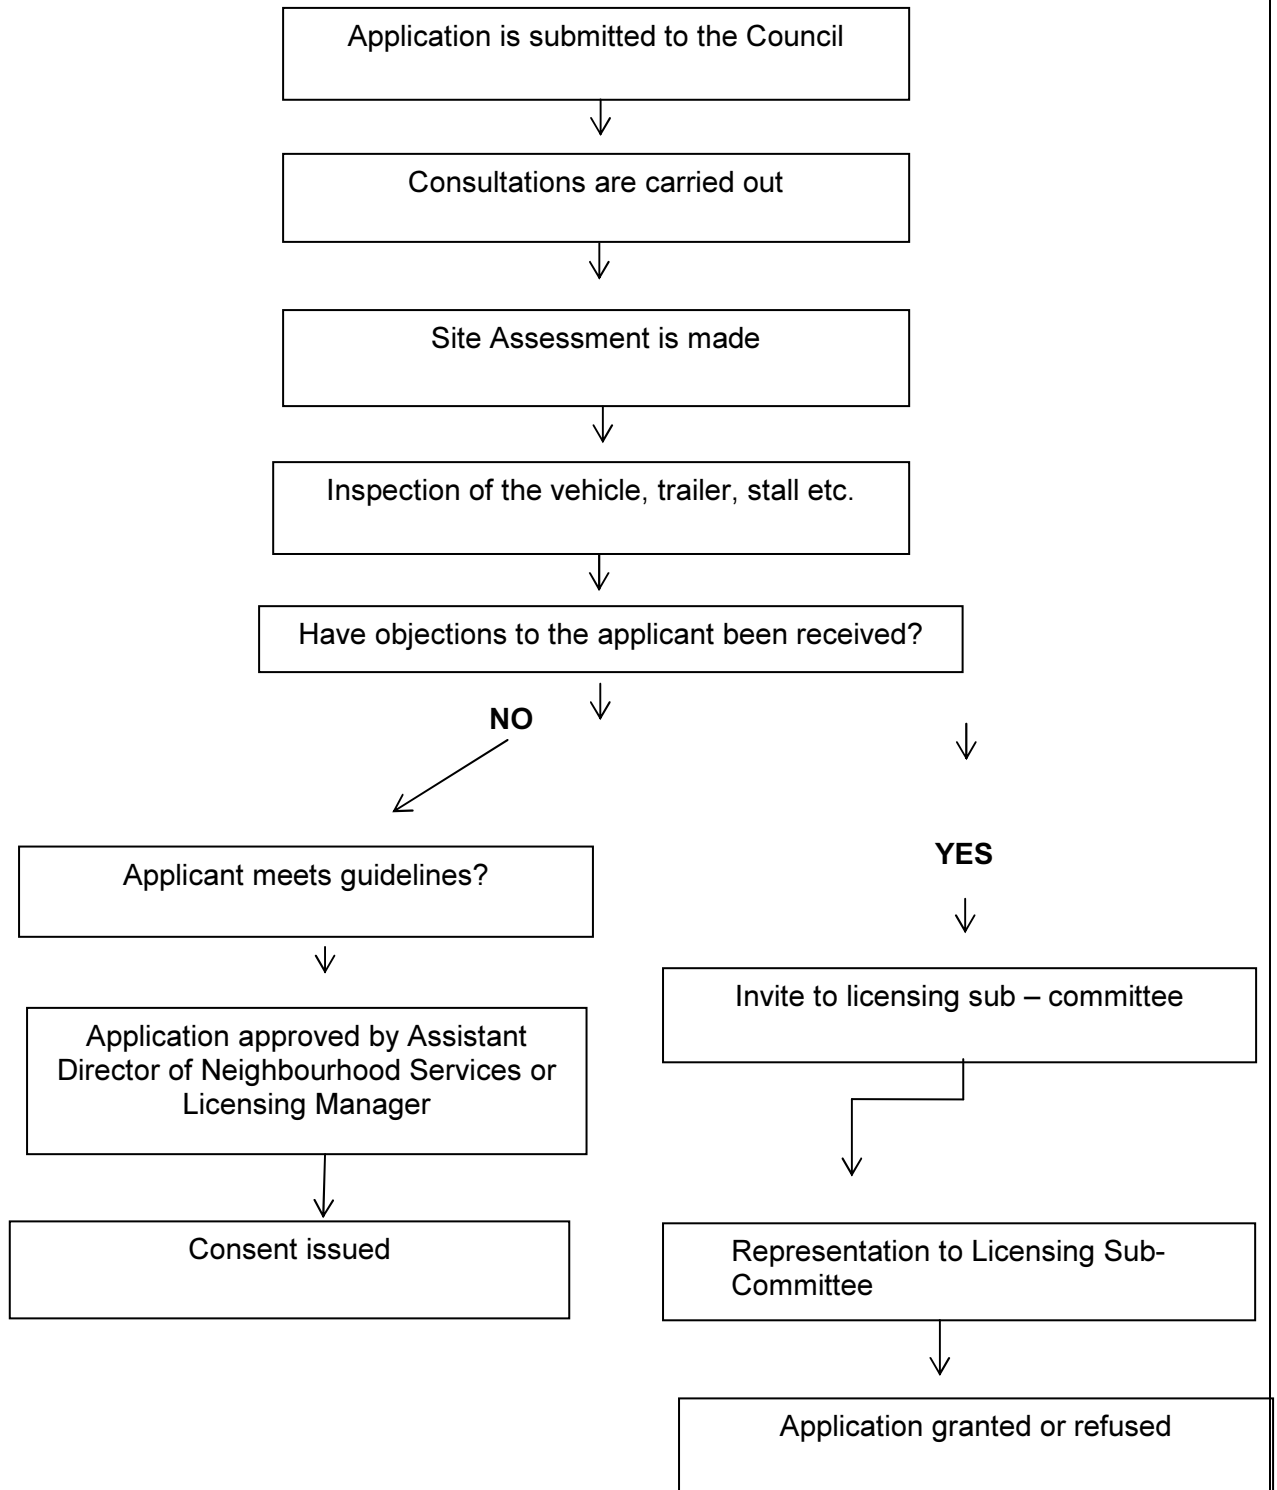 Application is submitted to the Council
Consultations are carried out
Site Assessment is made
Inspection of the vehicle, trailer, stall etc.
Have objections to the applicant been received?
NO
Applicant meets guidelines?
Application approved by Assistant
Director of Neighbourhood Services or
Licensing Manager
Consent issued
YES
Invite to licensing sub – committee
Representation to Licensing Sub-
Committee
Application granted or refused